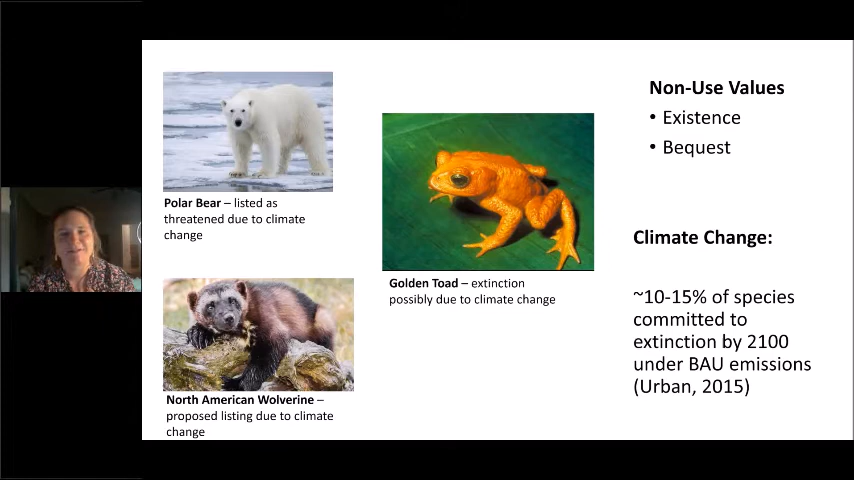 Polar Bear – listed as
threatened due to climate
change
North American Wolverine –
proposed listing due to climate
change
Golden Toad – extinction
possibly due to climate change
Non-Use Values
• Existence
• Bequest
Climate Change:
~10-15% of species
committed to
extinction by 2100
under BAU emissions
(Urban, 2015)